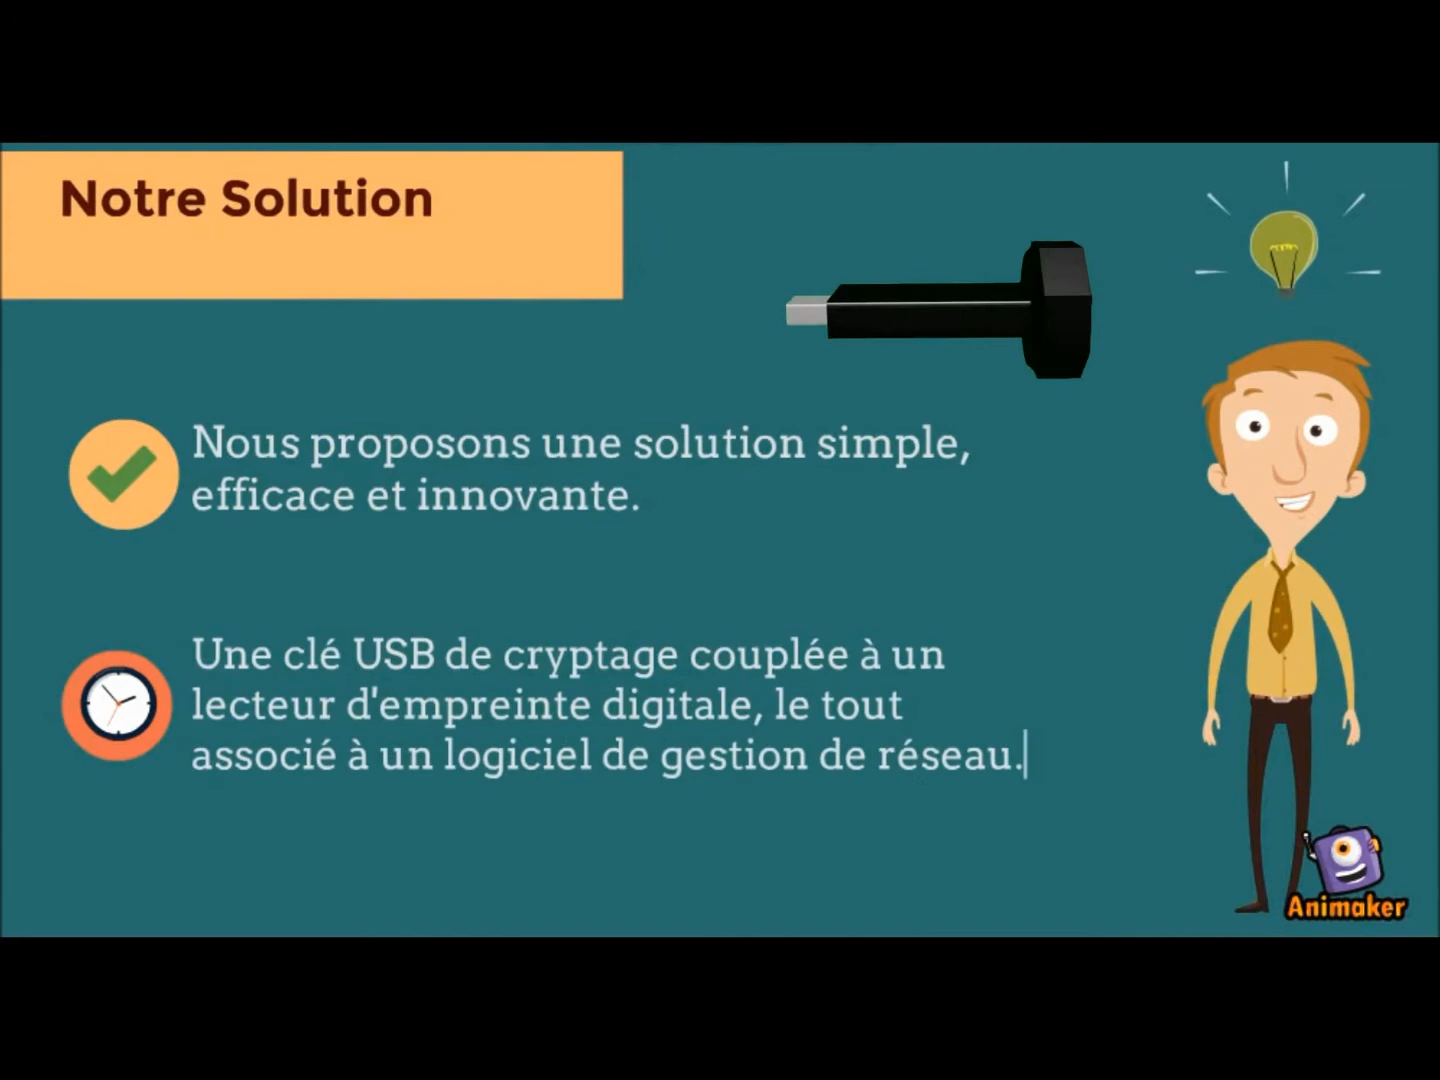 Notre Solution
Nous proposons une solution simple,
efficace et innovante.
Une clé USB de cryptage couplée à un
lecteur d'empreinte digitale, le tout
associé à un logiciel de gestion de réseau.
Animaker